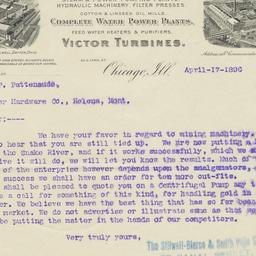 HYDRAULIC MACHINERY, FILTER PRESSES
COTTON & LINSEED OIL MILLS
COMPLETE WATER POWER PLANTS,
FEED WATER HEATERS & PURIFIERS.
VICTOR TURBINES.
Chicago, Ill. April-17-1896
P. Pottenaude,
er Hardware Co., Helena, Mont.
:----
We have your favor in regard to mining machinery,
to hear that you are still tied up. We are now putting a
the Snake River, and if it works successfully, which we
ve it will do, we will let you know the results. Much
of the enterprise however depends upon the amalgamators,
success we shall have an order for ten more out-fits.
shall be pleased to quote you on a Centrifugal Pump any
s a call for something of this kind, for handling gold in
er. We believe we have the best thing that has so far been
market. We do not advertise or illustrate same as that
be putting the matter in the hands of our competitors.
Very truly yours,
The Stilwell-Bierce & Smith-Vaile